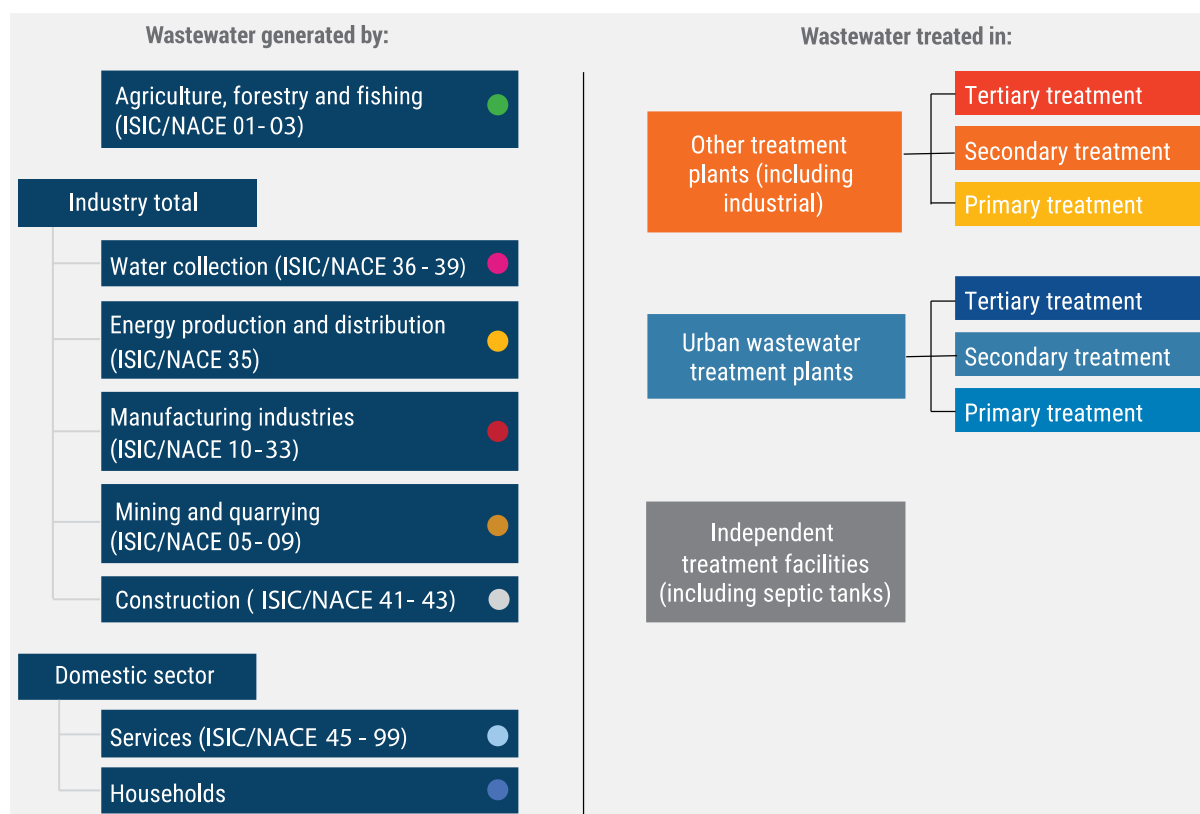 Wastewater generated by:
Agriculture, forestry and fishing
(ISIC/NACE 01- 03)
Industry total
Water collection (ISIC/NACE 36 - 39)
Energy production and distribution
(ISIC/NACE 35)
Manufacturing industries
(ISIC/NACE 10-33)
Mining and quarrying
(ISIC/NACE 05- 09)
Construction ( ISIC/NACE 41- 43)
Domestic sector
Services (ISIC/NACE 45 - 99)
Households
Wastewater treated in:
Other treatment
plants (including
industrial)
Tertiary treatment
Secondary treatment
Primary treatment
Urban wastewater
treatment plants
Tertiary treatment
Secondary treatment
Primary treatment
Independent
treatment facilities
(including septic tanks)